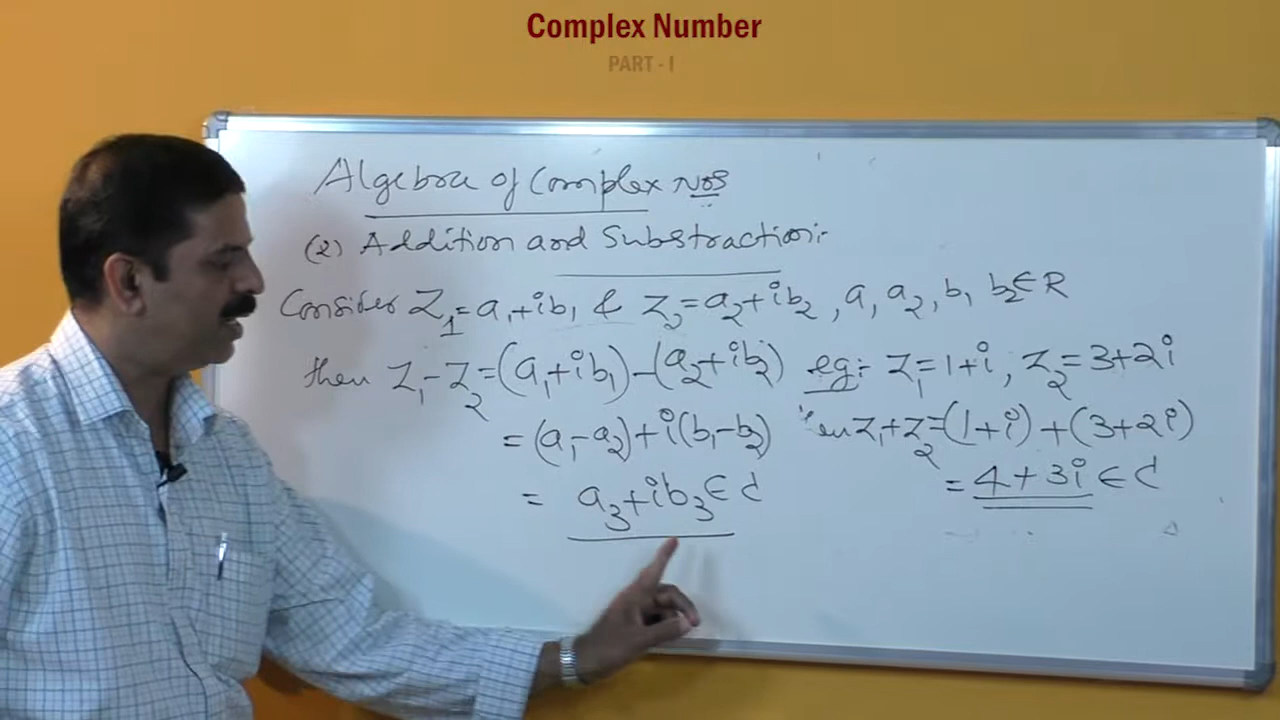 Complex Number
PART - I
Algebra of Complex Nos
(2) Addition and Substraction:-
Consider Z₁=a₁+ib₁ & Z₂=a₂+ib₂, a₁ a₂, b₁ b₂∈R
then Z₁-Z₂=(a₁+ib₁)-(a₂+ib₂)
=(a₁-a₂)+i(b₁-b₂)
= a₃+ib₃∈C
eg:- Z₁=1+i, Z₂=3+2i
Z₁+Z₂=(1+i)+(3+2i)
=4+3i∈C